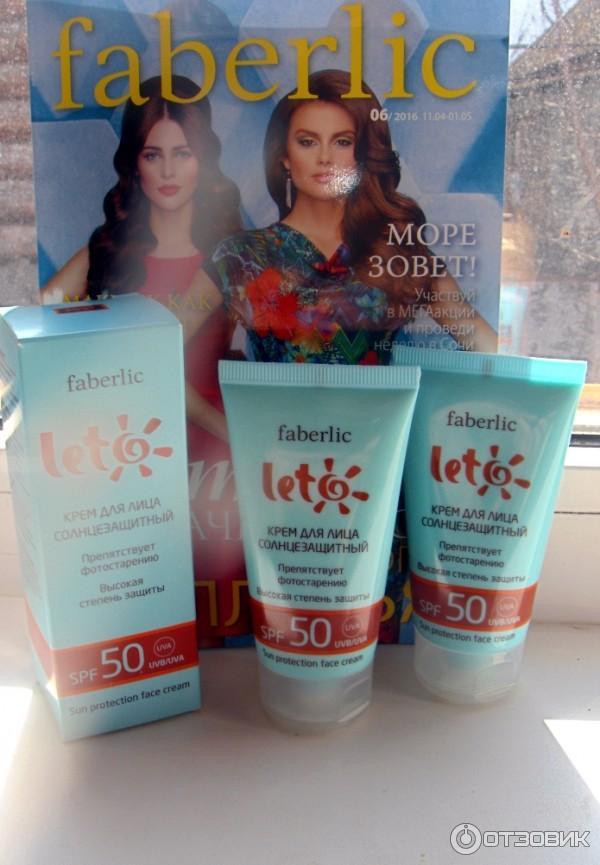 faberlic
06/2016 11.04-01.05
МОРЕ
ЗОВЕТ!
Участвуй
в МЕГАакции
и проведи
неделю в Сочи
КАК
faberlic
leto
КРЕМ ДЛЯ ЛИЦА
СОЛНЦЕЗАЩИТНЫЙ
Препятствует
фотостарению
Высокая
степень защиты
SPF 50
UVA
UVB/UVA
Sun protection face cream
faberlic
leto
КРЕМ ДЛЯ ЛИЦА
СОЛНЦЕЗАЩИТНЫЙ
Препятствует
фотостарению
Высокая степень защиты
SPF 50
UVA
UVB/UVA
Sun protection face cream
faberlic
leto
КРЕМ ДЛЯ ЛИЦА
СОЛНЦЕЗАЩИТНЫЙ
Препятствует
фотостарению
Высокая степень защиты
SPF 50
UVA
UVB/UVA
Sun protection face cream
ОТЗОВИК